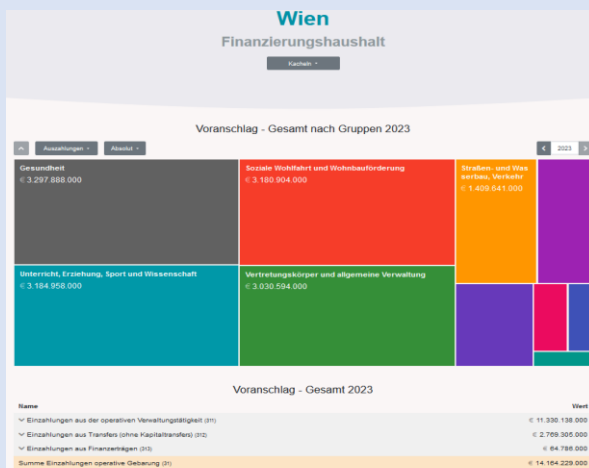 Wien
Finanzierungshaushalt
Kacheln
Voranschlag - Gesamt nach Gruppen 2023
Auszahlungen
Absolut
2023
Gesundheit
€ 3.297.888.000
Soziale Wohlfahrt und Wohnbauförderung
€ 3.180.904.000
Straßen- und Was
serbau, Verkehr
€ 1.409.641.000
Unterricht, Erziehung, Sport und Wissenschaft
€ 3.184.958.000
Vertretungskörper und allgemeine Verwaltung
€ 3.030.594.000
Voranschlag - Gesamt 2023
Name Wert
Einzahlungen aus der operativen Verwaltungstätigkeit (311) € 11.330.138.000
Einzahlungen aus Transfers (ohne Kapitaltransfers) (312) € 2.769.305.000
Einzahlungen aus Finanzerträgen (313) € 64.786.000
Summe Einzahlungen operative Gebarung (31) € 14.164.229.000